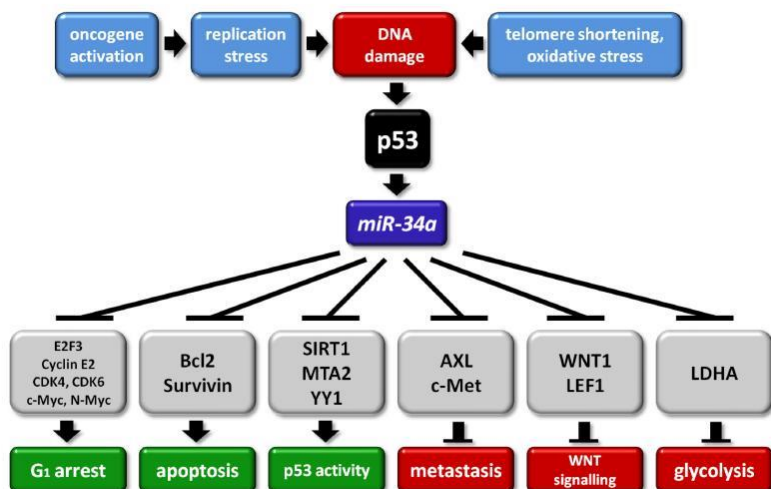 oncogene
activation
replication
stress
DNA
damage
telomere shortening,
oxidative stress
p53
miR-34a
E2F3
Cyclin E2
CDK4, CDK6
c-Myc, N-Myc
Bcl2
Survivin
SIRT1
MTA2
YY1
AXL
c-Met
WNT1
LEF1
LDHA
G₁ arrest
apoptosis
p53 activity
metastasis
WNT
signalling
glycolysis